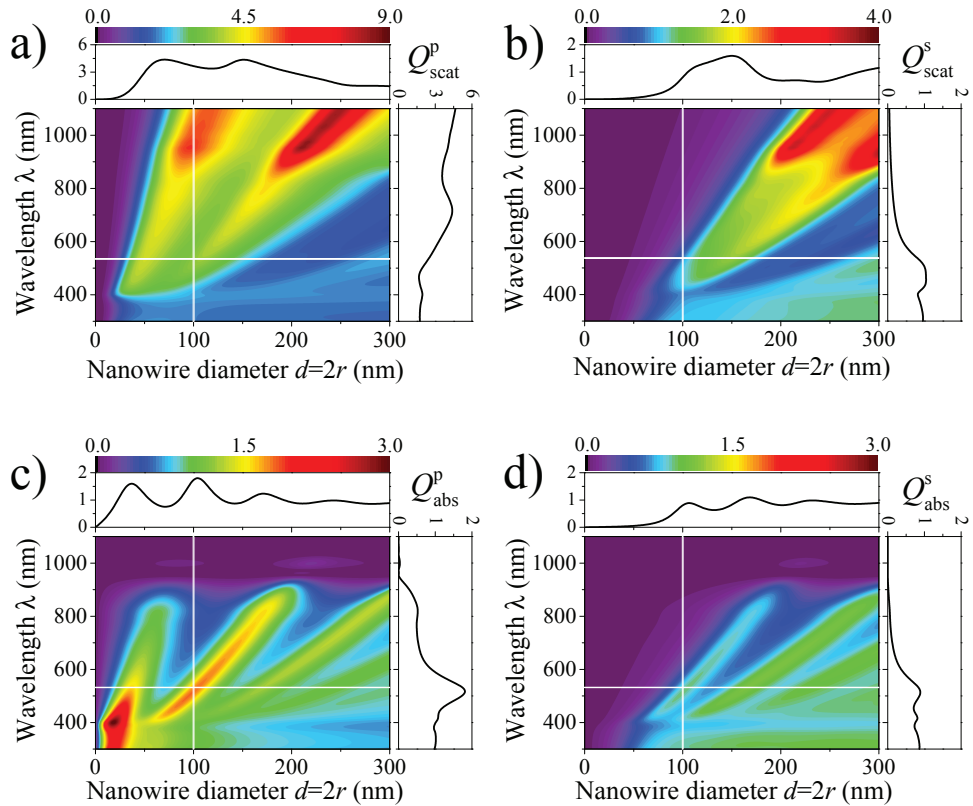 a)
0.0 4.5 9.0
6
3
0
Q^p_scat
0 3 6
Wavelength λ (nm)
1000
800
600
400
0 100 200 300
Nanowire diameter d=2r (nm)
b)
0.0 2.0 4.0
2
1
0
Q^s_scat
0 1 2
Wavelength λ (nm)
1000
800
600
400
0 100 200 300
Nanowire diameter d=2r (nm)
c)
0.0 1.5 3.0
2
1
0
Q^p_abs
0 1 2
Wavelength λ (nm)
1000
800
600
400
0 100 200 300
Nanowire diameter d=2r (nm)
d)
0.0 1.5 3.0
2
1
0
Q^s_abs
0 1 2
Wavelength λ (nm)
1000
800
600
400
0 100 200 300
Nanowire diameter d=2r (nm)